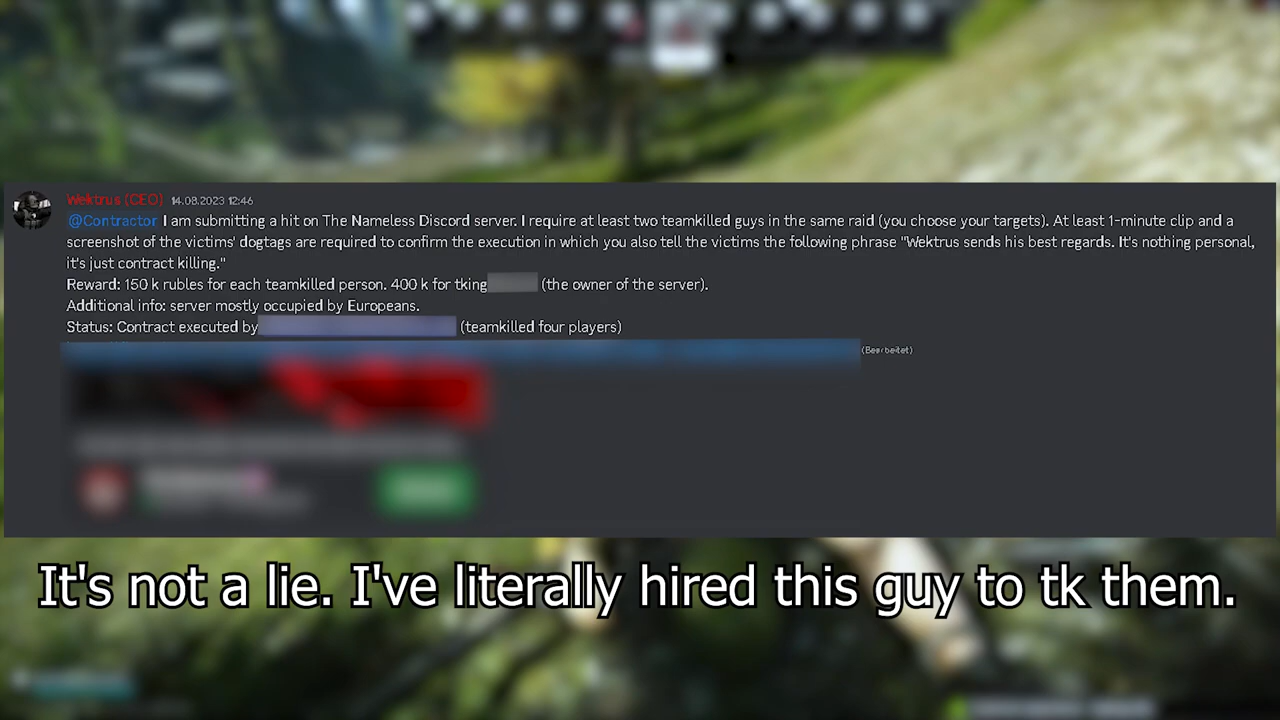 Wektrus (CEO) 14.08.2023 12:46
@Contractor I am submitting a hit on The Nameless Discord server. I require at least two teamkilled guys in the same raid (you choose your targets). At least 1-minute clip and a
screenshot of the victims' dogtags are required to confirm the execution in which you also tell the victims the following phrase "Wektrus sends his best regards. It's nothing personal,
it's just contract killing."
Reward: 150 k rubles for each teamkilled person. 400 k for tking (the owner of the server).
Additional info: server mostly occupied by Europeans.
Status: Contract executed by (teamkilled four players)
(Bearbeitet)
It's not a lie. I've literally hired this guy to tk them.